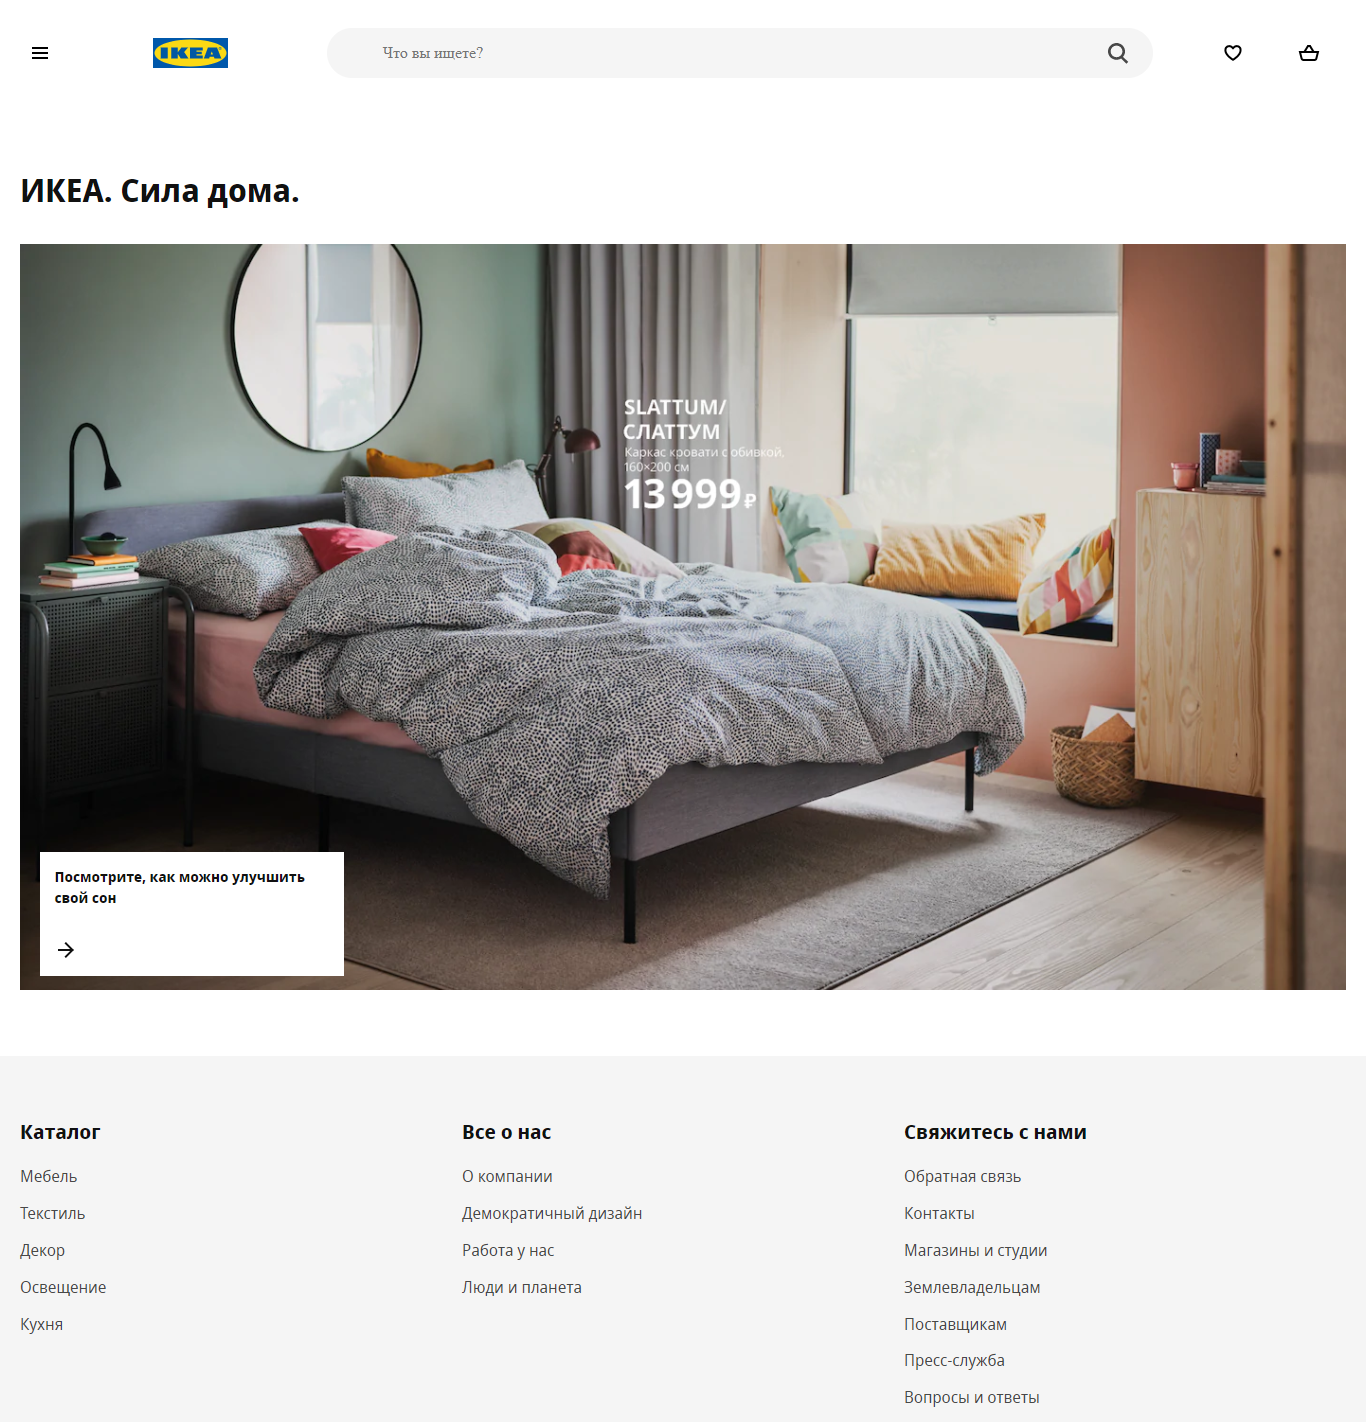 IKEA
Что вы ищете?
ИКЕА. Сила дома.
SLATTUM/
СЛАТТУМ
Каркас кровати с обивкой,
160×200 см
13 999 ₽
Посмотрите, как можно улучшить
свой сон
Каталог
Мебель
Текстиль
Декор
Освещение
Кухня
Все о нас
О компании
Демократичный дизайн
Работа у нас
Люди и планета
Свяжитесь с нами
Обратная связь
Контакты
Магазины и студии
Землевладельцам
Поставщикам
Пресс-служба
Вопросы и ответы